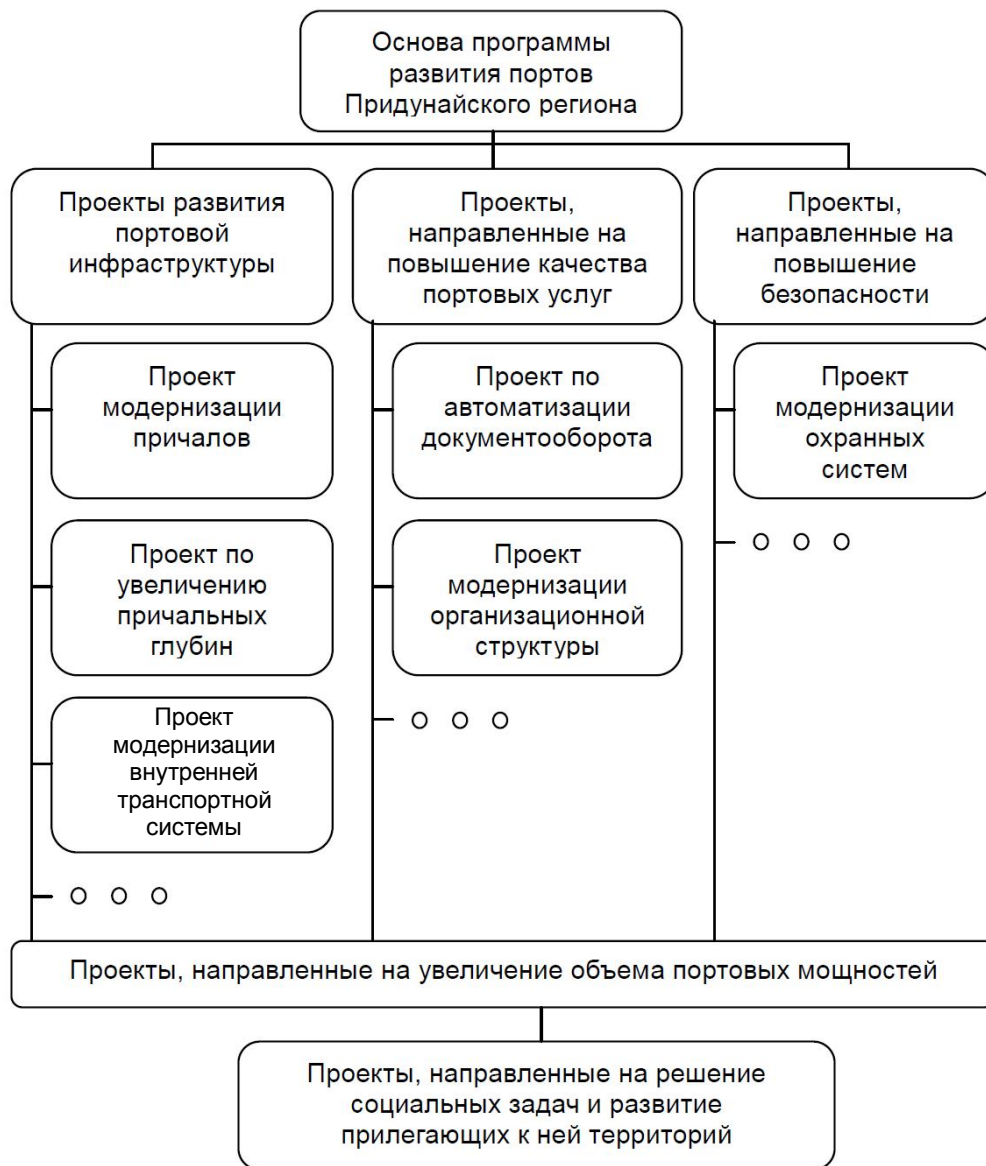 Основа программы
развития портов
Придунайского региона
Проекты развития
портовой
инфраструктуры
Проекты,
направленные на
повышение качества
портовых услуг
Проекты,
направленные на
повышение
безопасности
Проект
модернизации
причалов
Проект по
автоматизации
документооборота
Проект
модернизации
охранных
систем
Проект по
увеличению
причальных
глубин
Проект
модернизации
организационной
структуры
Проект
модернизации
внутренней
транспортной
системы
Проекты, направленные на увеличение объема портовых мощностей
Проекты, направленные на решение
социальных задач и развитие
прилегающих к ней территорий